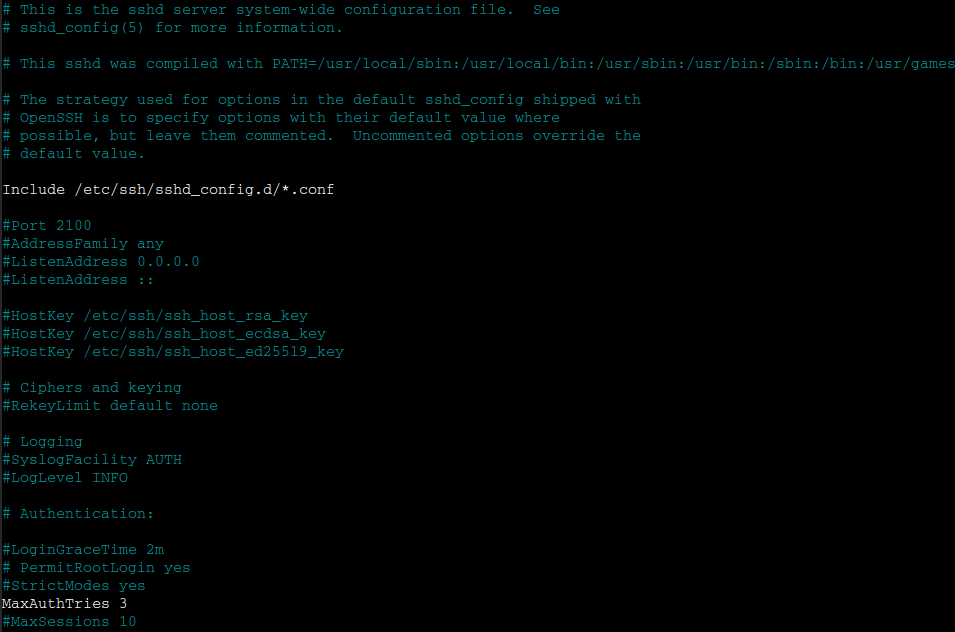 # This is the sshd server system-wide configuration file.  See
# sshd_config(5) for more information.
# This sshd was compiled with PATH=/usr/local/sbin:/usr/local/bin:/usr/sbin:/usr/bin:/sbin:/bin:/usr/games
# The strategy used for options in the default sshd_config shipped with
# OpenSSH is to specify options with their default value where
# possible, but leave them commented.  Uncommented options override the
# default value.
Include /etc/ssh/sshd_config.d/*.conf
#Port 2100
#AddressFamily any
#ListenAddress 0.0.0.0
#ListenAddress ::
#HostKey /etc/ssh/ssh_host_rsa_key
#HostKey /etc/ssh/ssh_host_ecdsa_key
#HostKey /etc/ssh/ssh_host_ed25519_key
# Ciphers and keying
#RekeyLimit default none
# Logging
#SyslogFacility AUTH
#LogLevel INFO
# Authentication:
#LoginGraceTime 2m
# PermitRootLogin yes
#StrictModes yes
MaxAuthTries 3
#MaxSessions 10